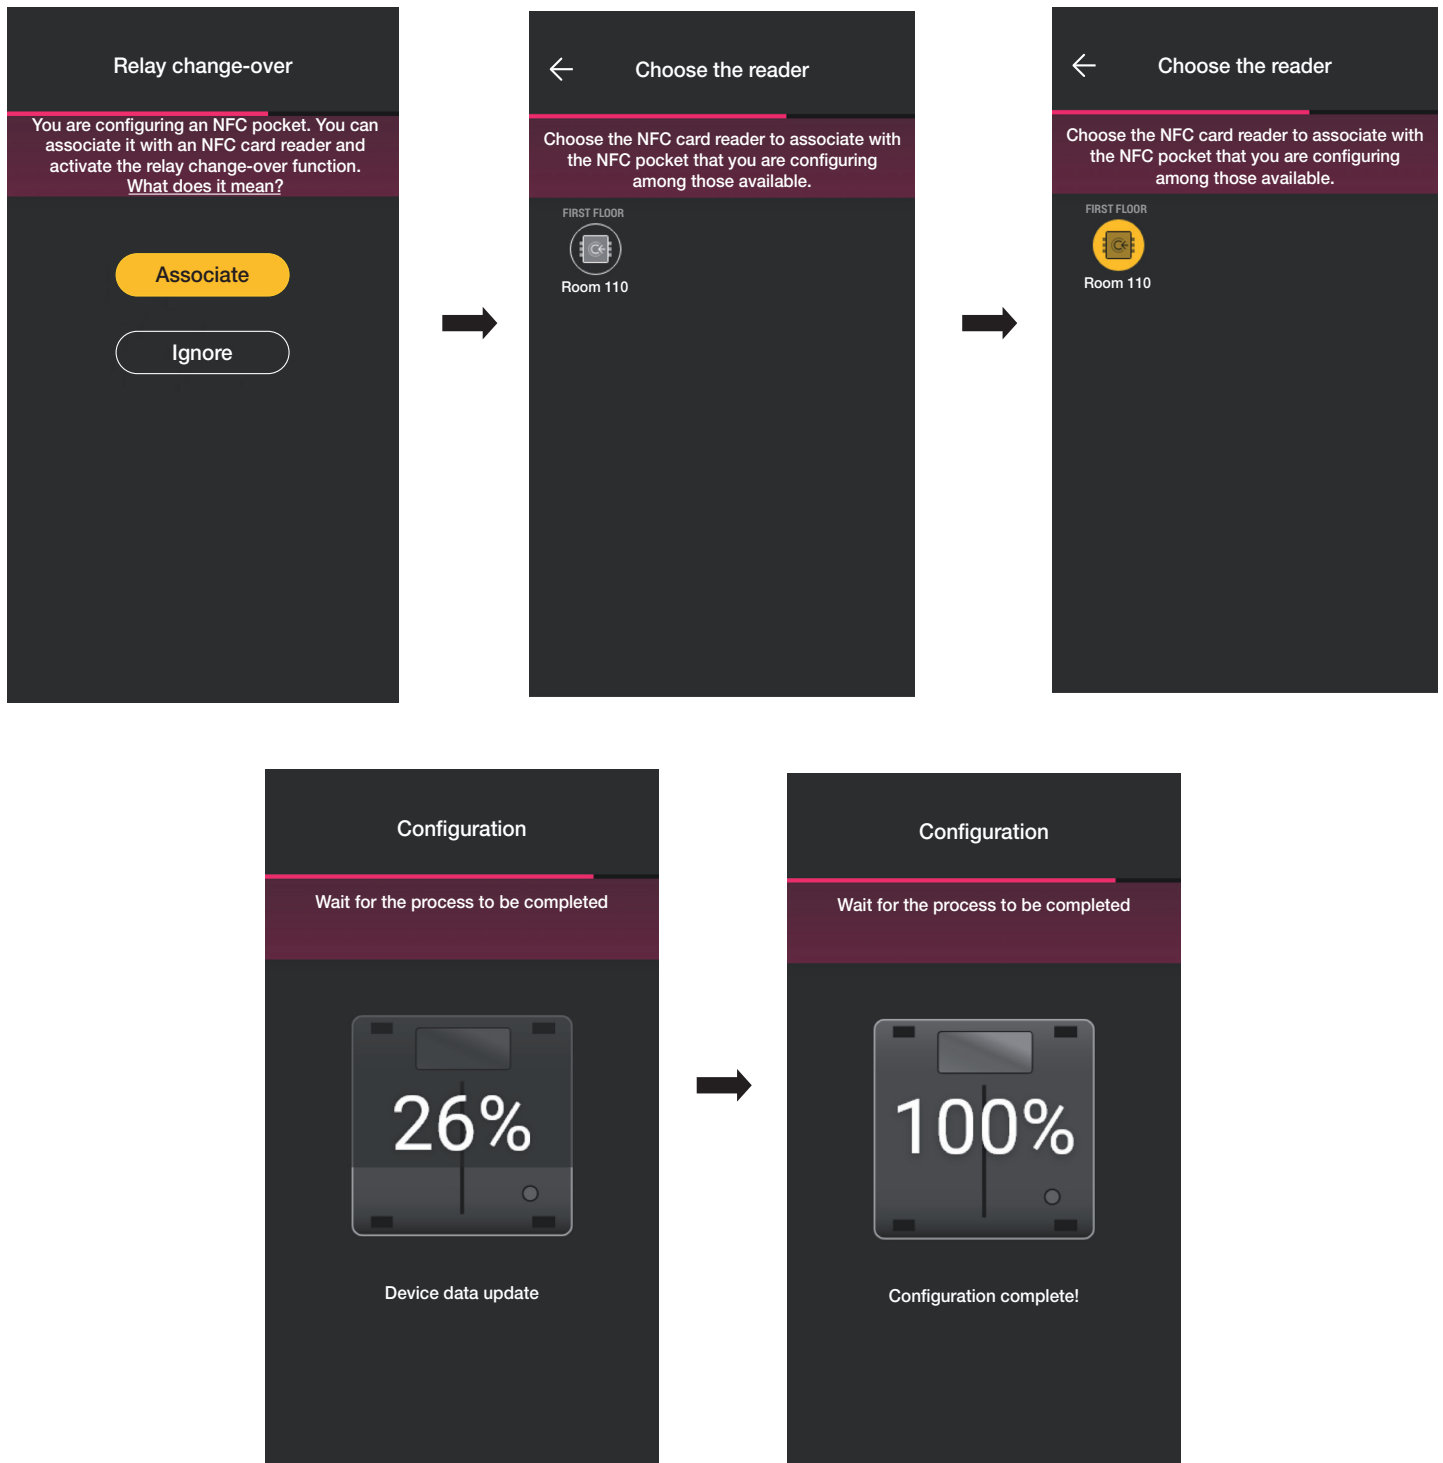 Relay change-over
You are configuring an NFC pocket. You can
associate it with an NFC card reader and
activate the relay change-over function.
What does it mean?
Associate
Ignore
Choose the reader
Choose the NFC card reader to associate with
the NFC pocket that you are configuring
among those available.
FIRST FLOOR
Room 110
Choose the reader
Choose the NFC card reader to associate with
the NFC pocket that you are configuring
among those available.
FIRST FLOOR
Room 110
Configuration
Wait for the process to be completed
26%
Device data update
Configuration
Wait for the process to be completed
100%
Configuration complete!